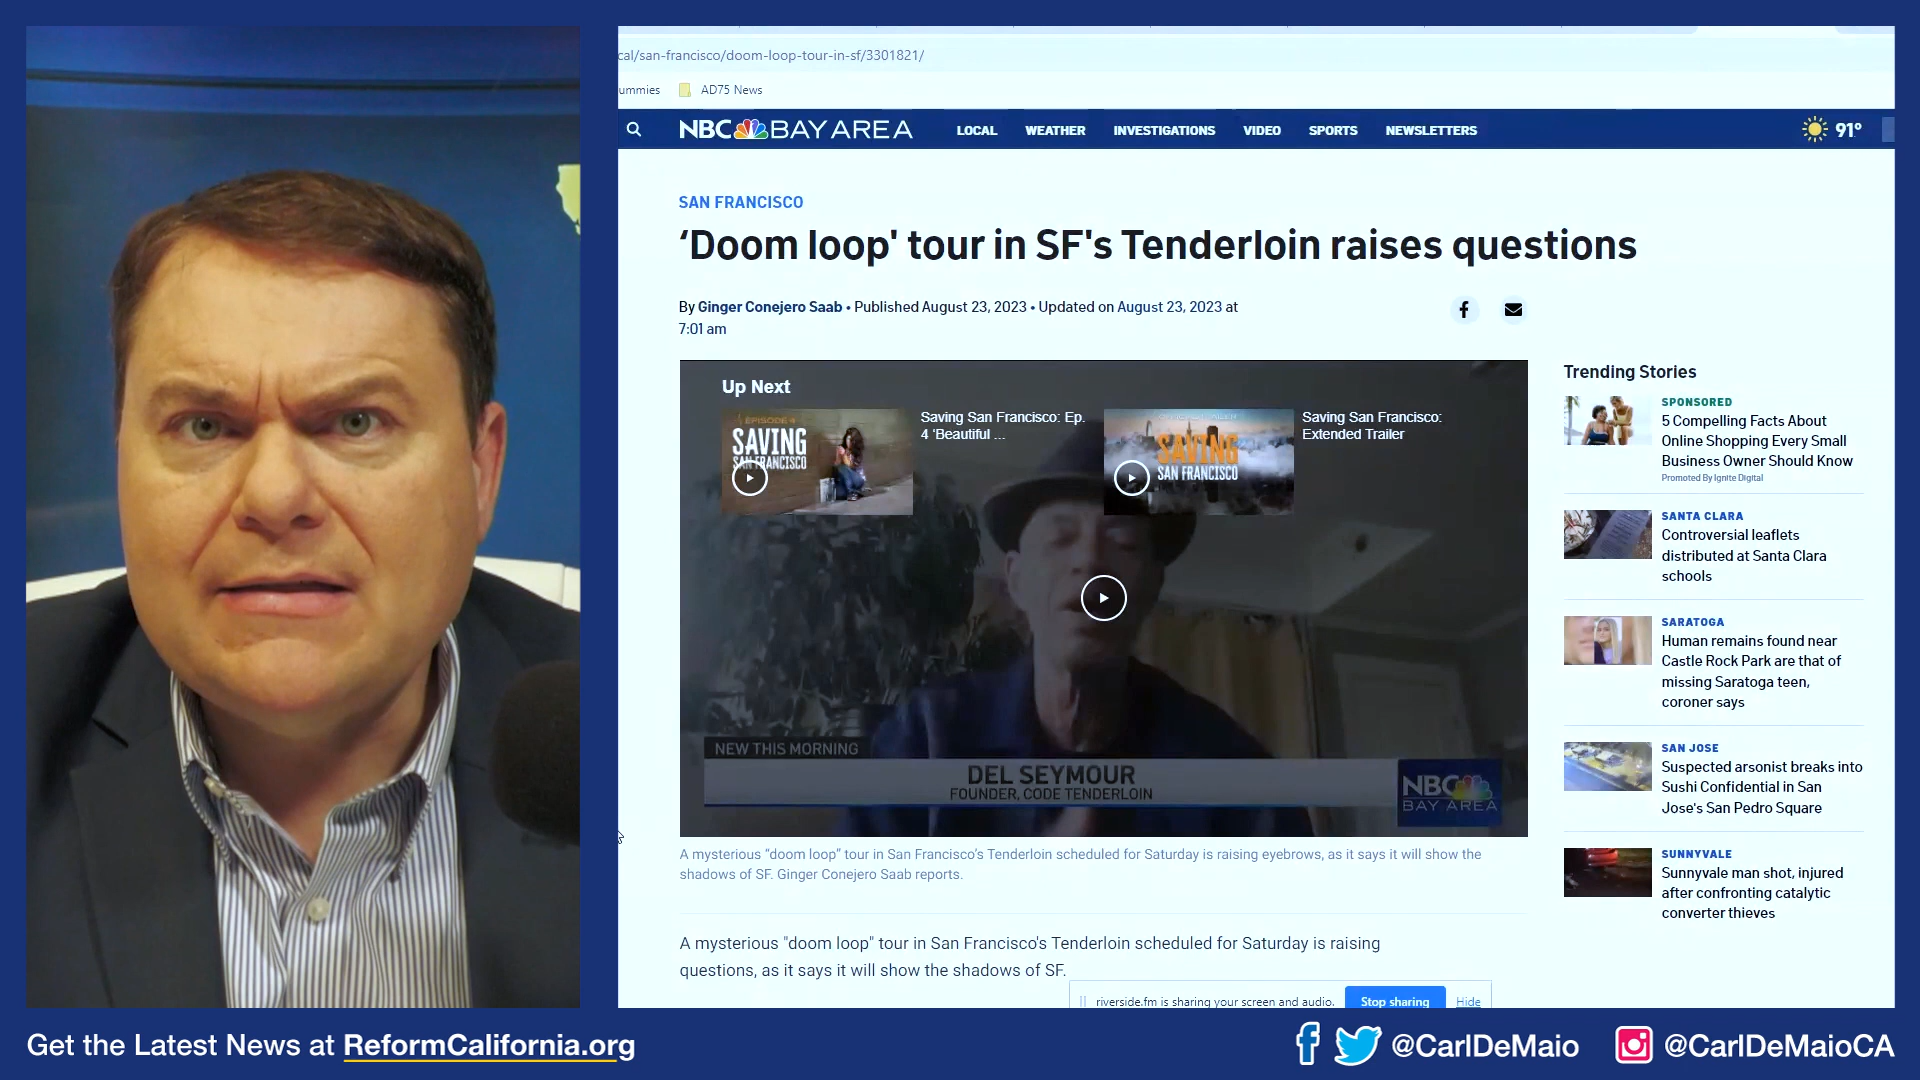 cal/san-francisco/doom-loop-tour-in-sf/3301821/
ummies
AD75 News
NBC BAY AREA
LOCAL
WEATHER
INVESTIGATIONS
VIDEO
SPORTS
NEWSLETTERS
91º
SAN FRANCISCO
‘Doom loop' tour in SF's Tenderloin raises questions
By Ginger Conejero Saab • Published August 23, 2023 • Updated on August 23, 2023 at
7:01 am
Up Next
EPISODE 4
SAVING
SAN FRANCISCO
Saving San Francisco: Ep.
4 'Beautiful ...
SAVING
SAN FRANCISCO
Saving San Francisco:
Extended Trailer
NEW THIS MORNING
DEL SEYMOUR
FOUNDER, CODE TENDERLOIN
NBC
BAY AREA
A mysterious “doom loop” tour in San Francisco’s Tenderloin scheduled for Saturday is raising eyebrows, as it says it will show the
shadows of SF. Ginger Conejero Saab reports.
A mysterious "doom loop" tour in San Francisco's Tenderloin scheduled for Saturday is raising
questions, as it says it will show the shadows of SF.
Trending Stories
SPONSORED
5 Compelling Facts About
Online Shopping Every Small
Business Owner Should Know
Promoted By Ignite Digital
SANTA CLARA
Controversial leaflets
distributed at Santa Clara
schools
SARATOGA
Human remains found near
Castle Rock Park are that of
missing Saratoga teen,
coroner says
SAN JOSE
Suspected arsonist breaks into
Sushi Confidential in San
Jose's San Pedro Square
SUNNYVALE
Sunnyvale man shot, injured
after confronting catalytic
converter thieves
riverside.fm is sharing your screen and audio.
Stop sharing
Hide
Get the Latest News at ReformCalifornia.org
@CarlDeMaio
@CarlDeMaioCA